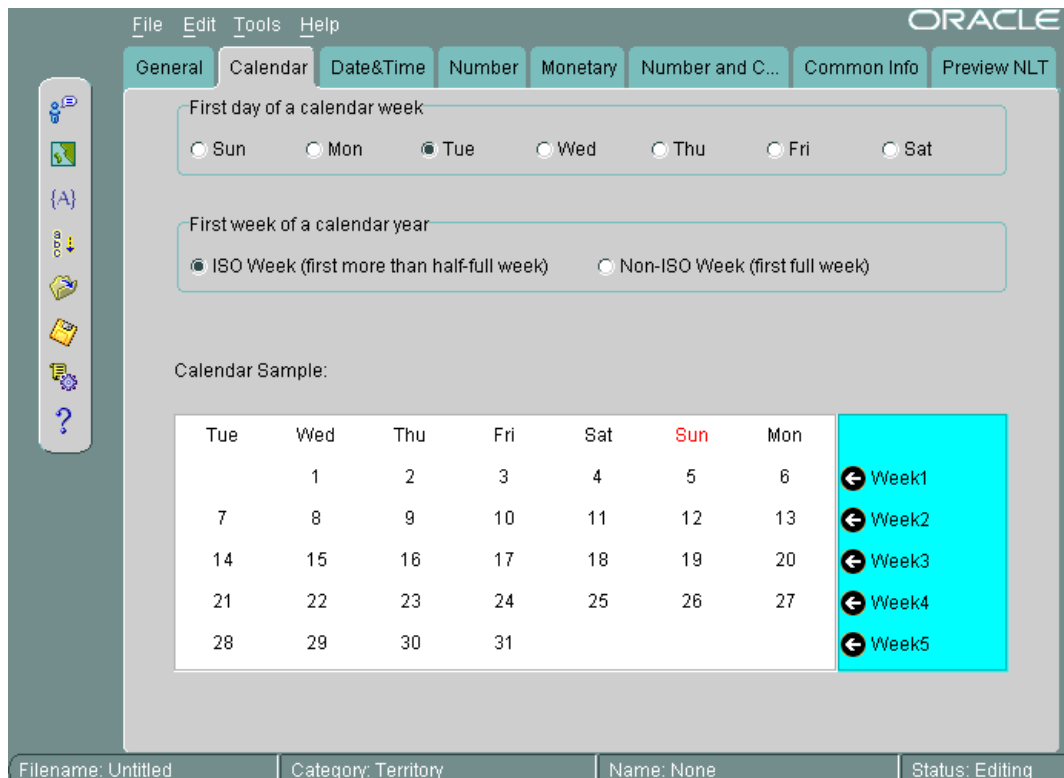 File Edit Tools Help
ORACLE
General Calendar Date&Time Number Monetary Number and C... Common Info Preview NLT
First day of a calendar week
Sun Mon Tue Wed Thu Fri Sat
{A}
First week of a calendar year
a
b
c
ISO Week (first more than half-full week) Non-ISO Week (first full week)
Calendar Sample:
?
Tue Wed Thu Fri Sat Sun Mon
1 2 3 4 5 6 Week1
7 8 9 10 11 12 13 Week2
14 15 16 17 18 19 20 Week3
21 22 23 24 25 26 27 Week4
28 29 30 31 Week5
Filename: Untitled Category: Territory Name: None Status: Editing